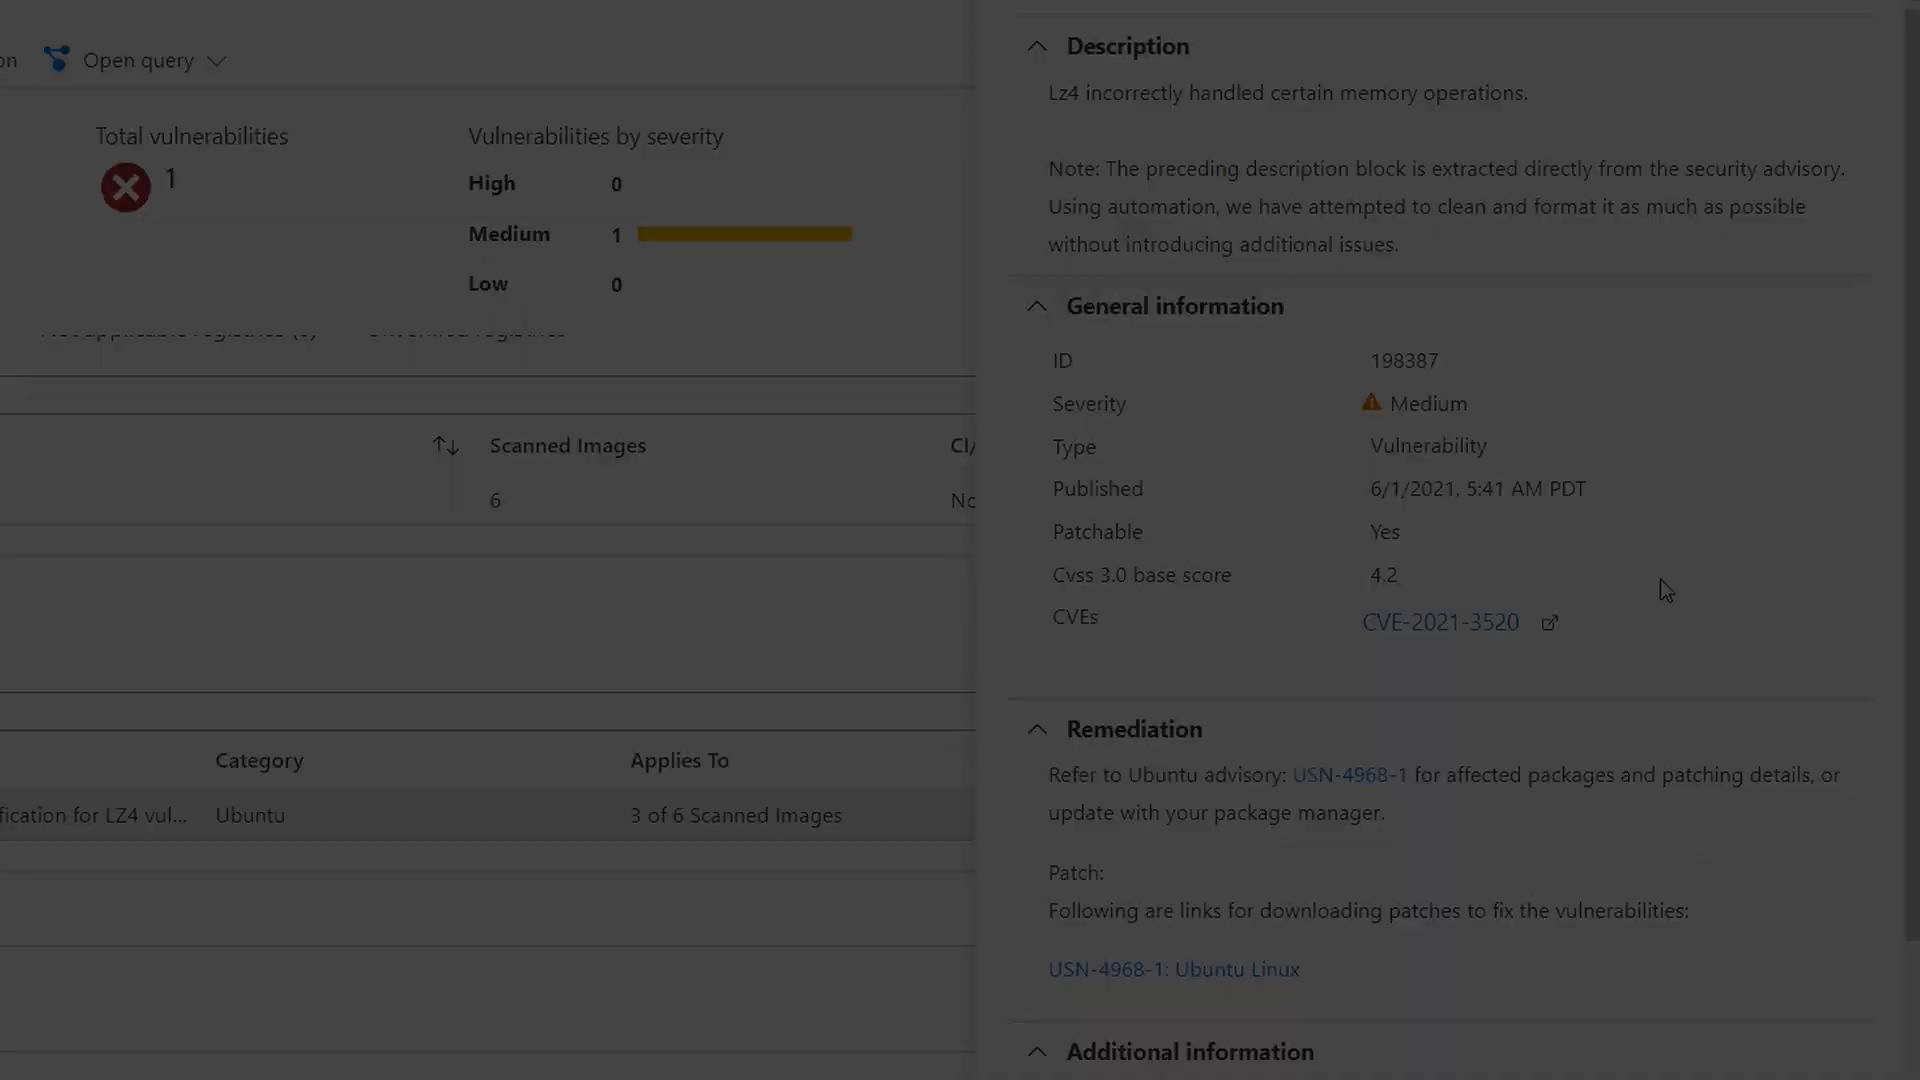 on Open query
Total vulnerabilities
1
Vulnerabilities by severity
High 0
Medium 1
Low 0
Scanned Images CI/
6 No
Category Applies To
fication for LZ4 vul... Ubuntu 3 of 6 Scanned Images
Description
Lz4 incorrectly handled certain memory operations.
Note: The preceding description block is extracted directly from the security advisory.
Using automation, we have attempted to clean and format it as much as possible
without introducing additional issues.
General information
ID 198387
Severity Medium
Type Vulnerability
Published 6/1/2021, 5:41 AM PDT
Patchable Yes
Cvss 3.0 base score 4.2
CVEs CVE-2021-3520
Remediation
Refer to Ubuntu advisory: USN-4968-1 for affected packages and patching details, or
update with your package manager.
Patch:
Following are links for downloading patches to fix the vulnerabilities:
USN-4968-1: Ubuntu Linux
Additional information